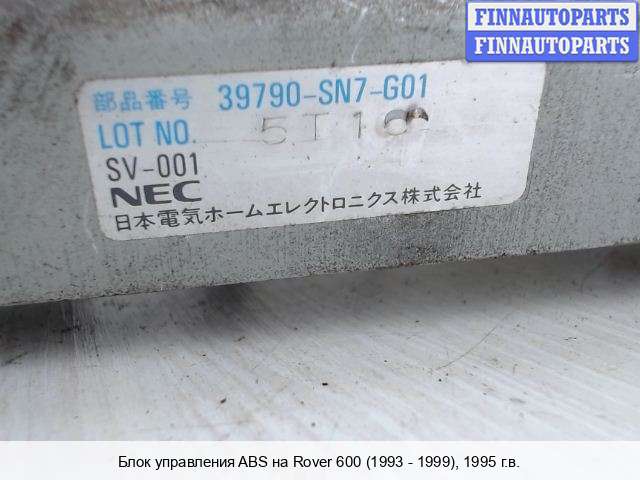 FINNAUTOPARTS
FINNAUTOPARTS
部品番号 39790-SN7-G01
LOT NO. 5T10
SV-001
NEC
日本電気ホームエレクトロニクス株式会社
Блок управления ABS на Rover 600 (1993 - 1999), 1995 г.в.